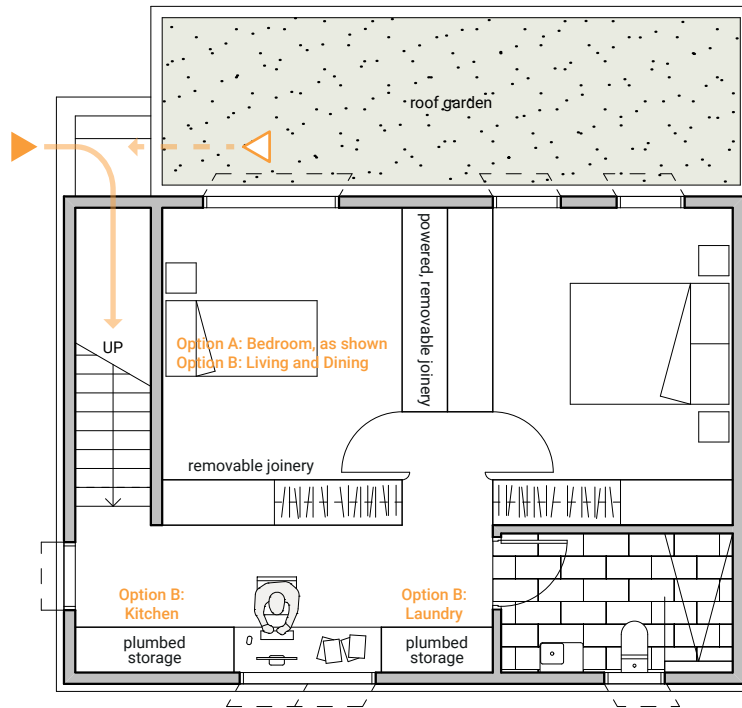 roof garden
powered, removable joinery
UP
Option A: Bedroom, as shown
Option B: Living and Dining
removable joinery
Option B:
Kitchen
Option B:
Laundry
plumbed
storage
plumbed
storage